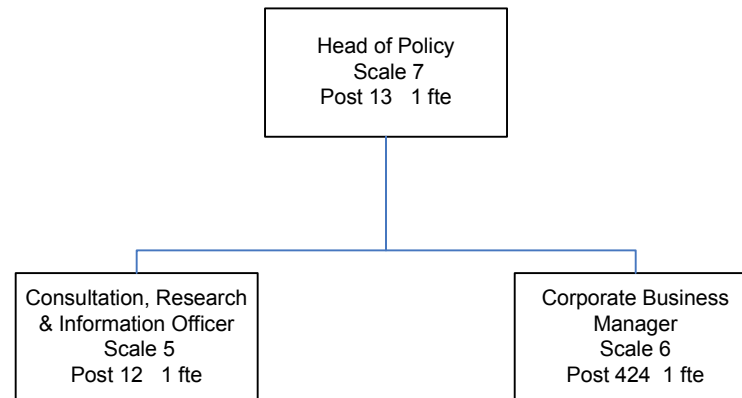 Head of Policy
Scale 7
Post 13 1 fte
Consultation, Research
& Information Officer
Scale 5
Post 12 1 fte
Corporate Business
Manager
Scale 6
Post 424 1 fte